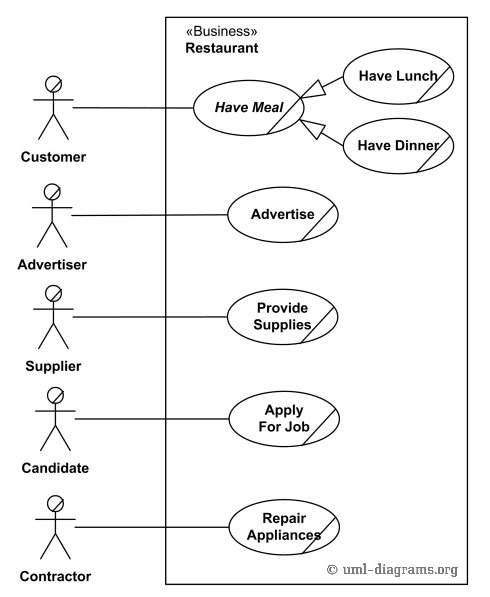 «Business»
Restaurant
Have Meal
Have Lunch
Have Dinner
Customer
Advertise
Advertiser
Provide
Supplies
Supplier
Apply
For Job
Candidate
Repair
Appliances
Contractor
© uml-diagrams.org